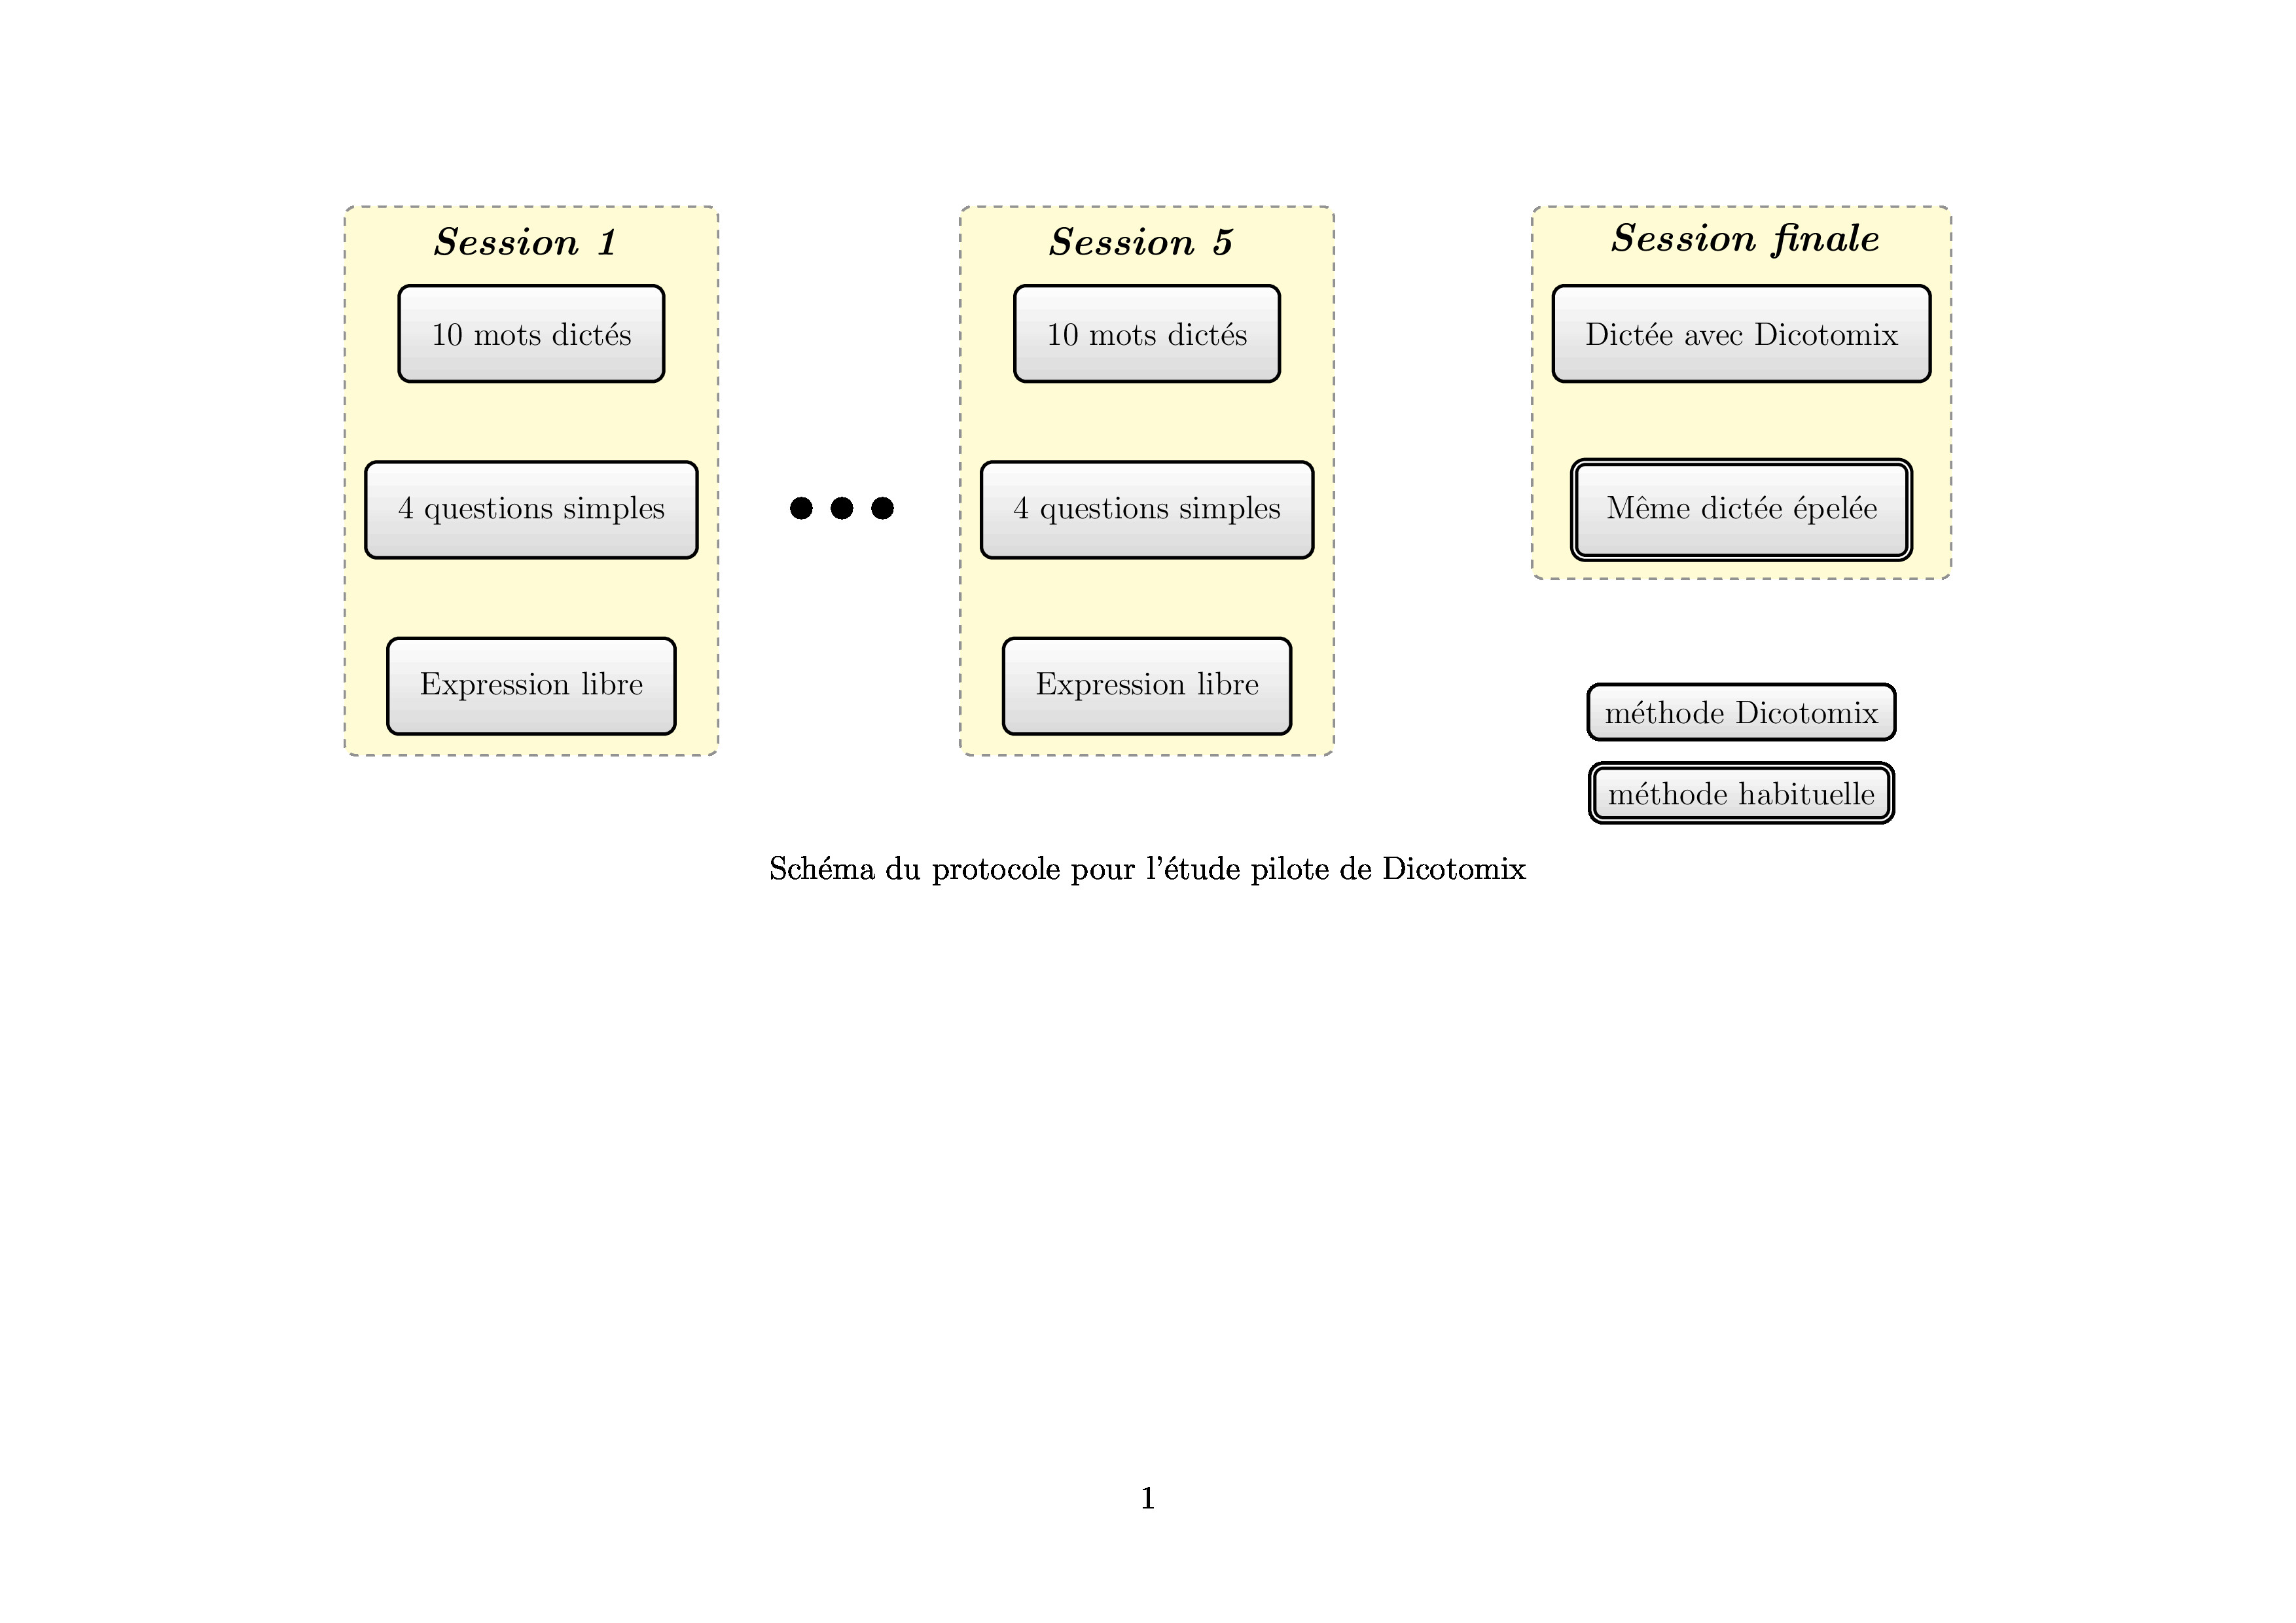 Session 1
10 mots dictés
4 questions simples
Expression libre
Session 5
10 mots dictés
4 questions simples
Expression libre
Session finale
Dictée avec Dicotomix
Même dictée épelée
méthode Dicotomix
méthode habituelle
Schéma du protocole pour l'étude pilote de Dicotomix
1